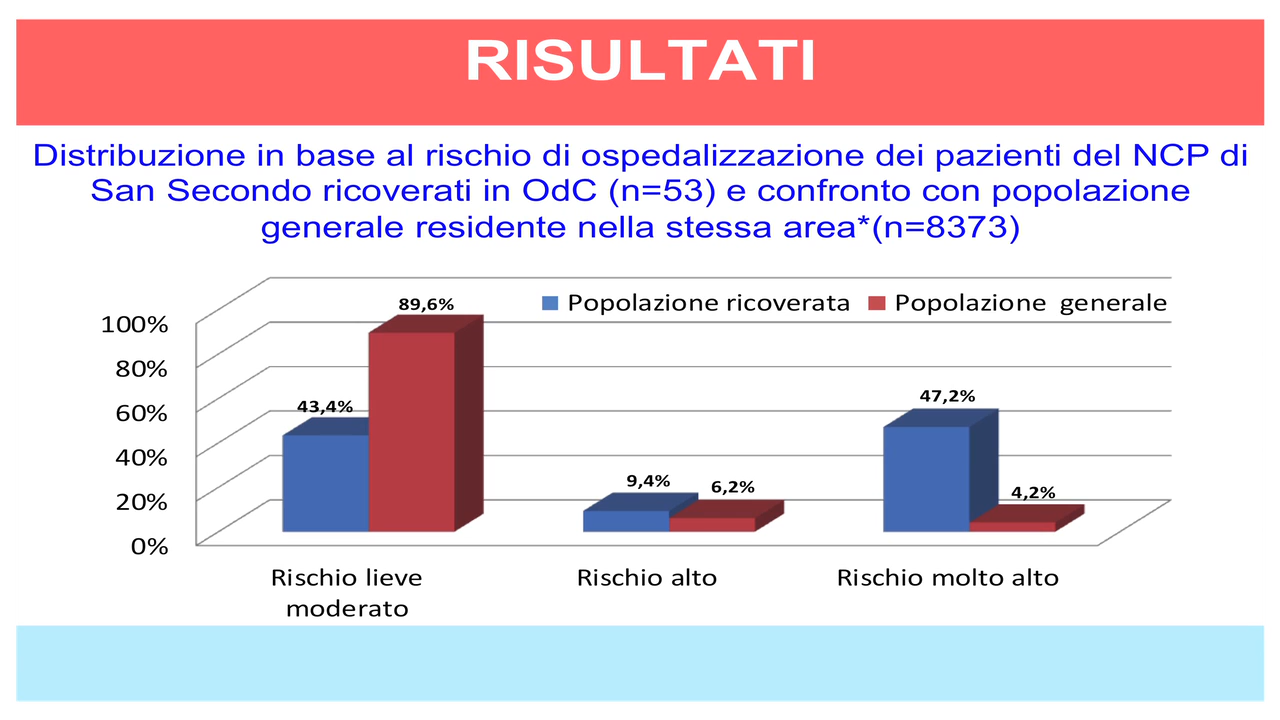 RISULTATI
Distribuzione in base al rischio di ospedalizzazione dei pazienti del NCP di
San Secondo ricoverati in OdC (n=53) e confronto con popolazione
generale residente nella stessa area*(n=8373)
Popolazione ricoverata
Popolazione  generale
100%
80%
60%
40%
20%
0%
43,4%
89,6%
9,4%
6,2%
47,2%
4,2%
Rischio lieve
moderato
Rischio alto
Rischio molto alto